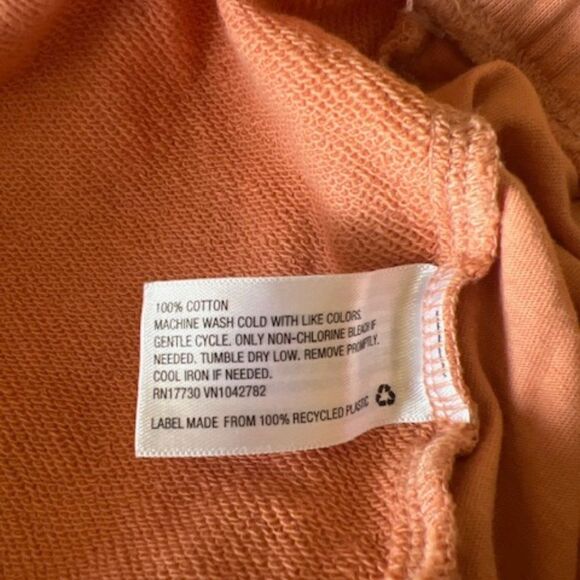 100% COTTON
MACHINE WASH COLD WITH LIKE COLORS.
GENTLE CYCLE. ONLY NON-CHLORINE BLEACH IF
NEEDED. TUMBLE DRY LOW. REMOVE PROMPTLY.
COOL IRON IF NEEDED.
RN17730 VN1042782
LABEL MADE FROM 100% RECYCLED PLASTIC